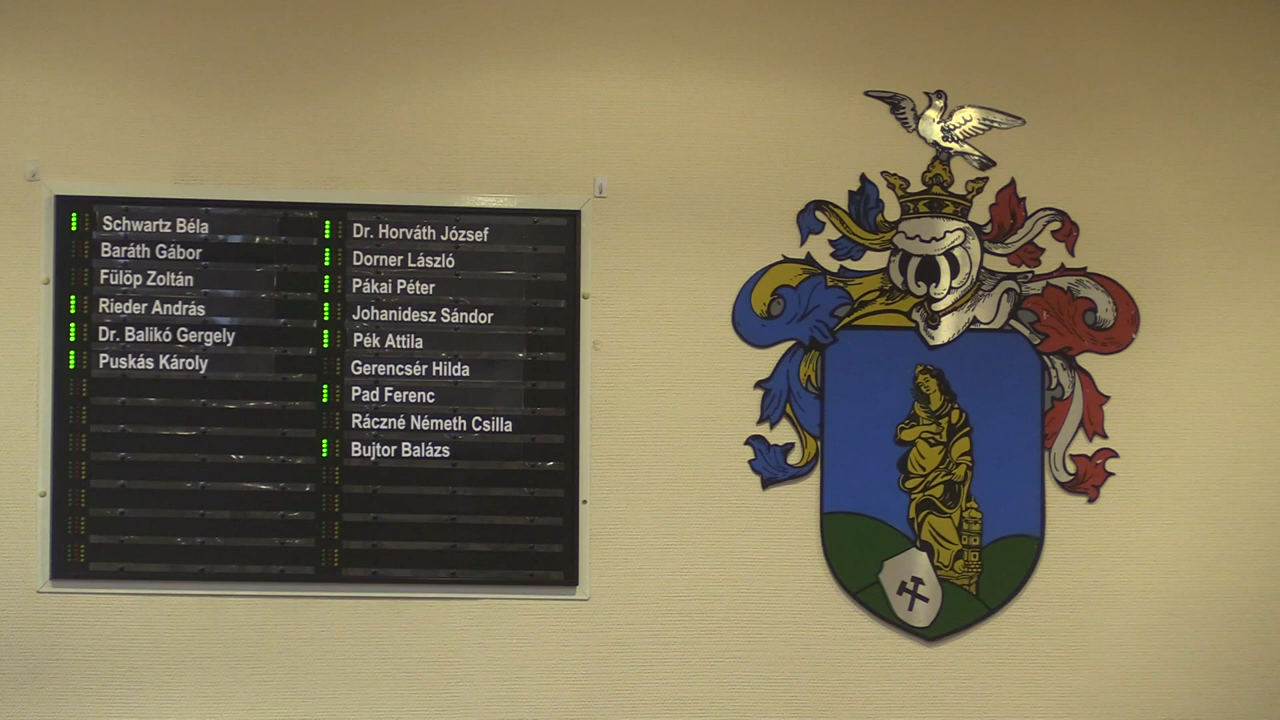 Schwartz Béla
Baráth Gábor
Fülöp Zoltán
Rieder András
Dr. Balikó Gergely
Puskás Károly
Dr. Horváth József
Dorner László
Pákai Péter
Johanidesz Sándor
Pék Attila
Gerencsér Hilda
Pad Ferenc
Ráczné Németh Csilla
Bujtor Balázs